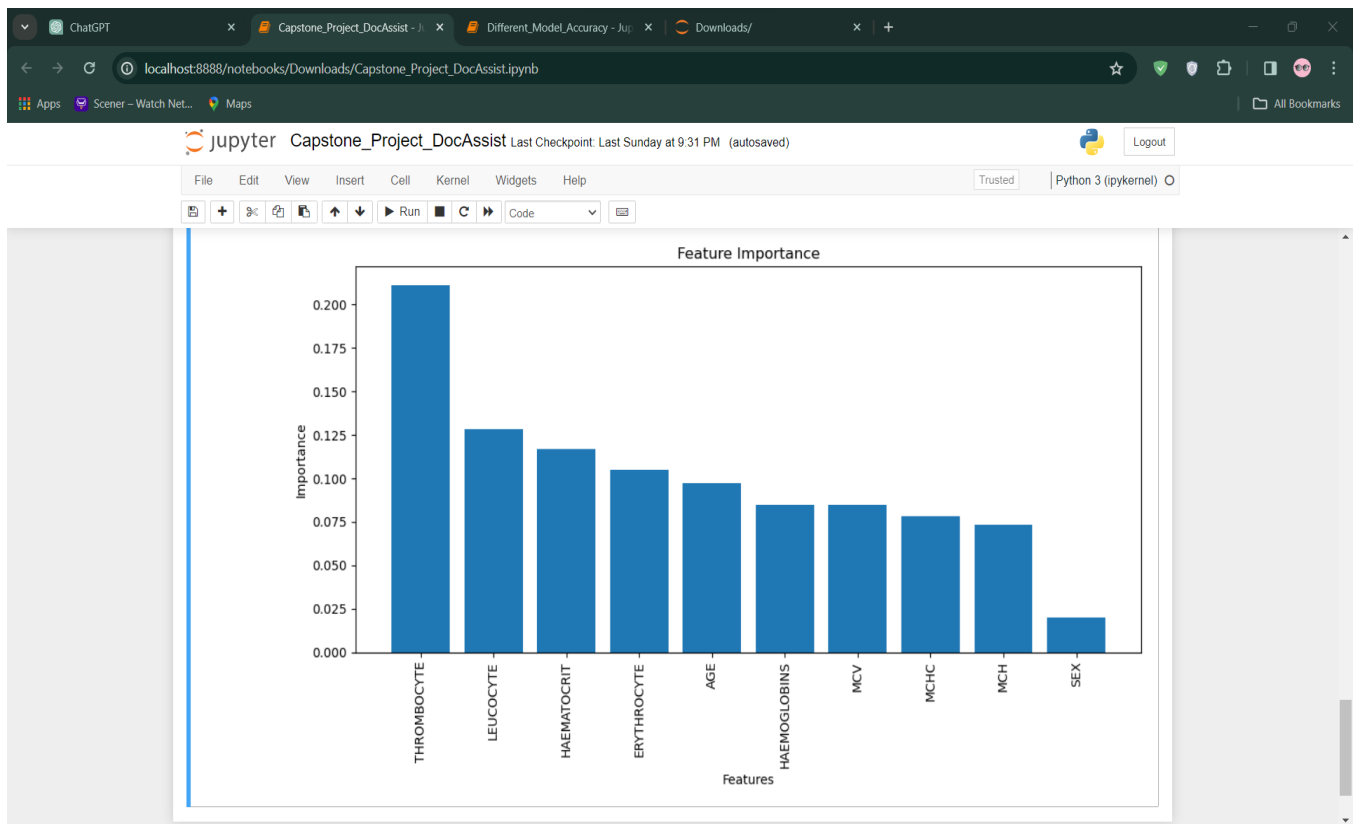 ChatGPT
Capstone_Project_DocAssist - Ju
Different_Model_Accuracy - Jup
Downloads/
localhost:8888/notebooks/Downloads/Capstone_Project_DocAssist.ipynb
Apps
Scener – Watch Net...
Maps
All Bookmarks
jupyter Capstone_Project_DocAssist Last Checkpoint: Last Sunday at 9:31 PM (autosaved)
Logout
File Edit View Insert Cell Kernel Widgets Help
Trusted
Python 3 (ipykernel)
Run
Code
Feature Importance
0.200
0.175
0.150
0.125
0.100
0.075
0.050
0.025
0.000
Importance
THROMBOCYTE
LEUCOCYTE
HAEMATOCRIT
ERYTHROCYTE
AGE
HAEMOGLOBINS
MCV
MCHC
MCH
SEX
Features